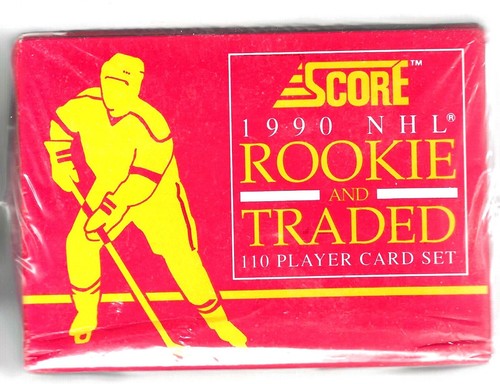 SCORE™
1990 NHL®
ROOKIE
AND
TRADED
110 PLAYER CARD SET